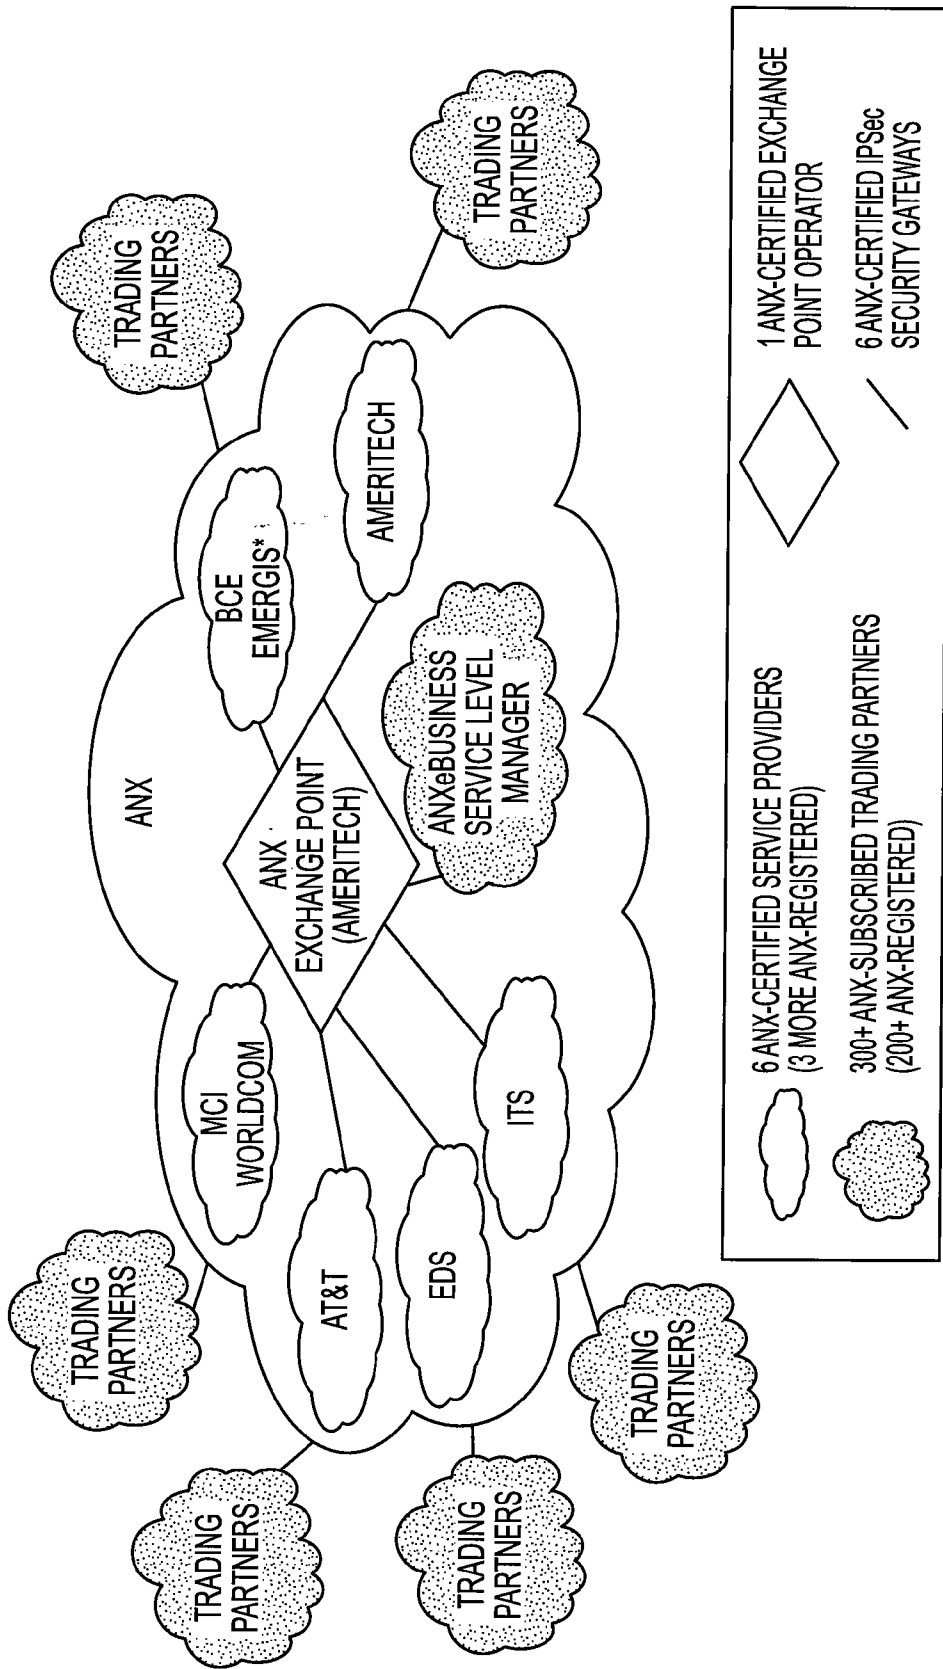 TRADING
PARTNERS
TRADING
PARTNERS
TRADING
PARTNERS
TRADING
PARTNERS
TRADING
PARTNERS
TRADING
PARTNERS
ANX
MCI
WORLDCOM
BCE
EMERGIS*
AT&T
ANX
EXCHANGE POINT
(AMERITECH)
AMERITECH
EDS
ITS
ANXeBUSINESS
SERVICE LEVEL
MANAGER
6 ANX-CERTIFIED SERVICE PROVIDERS
(3 MORE ANX-REGISTERED)
300+ ANX-SUBSCRIBED TRADING PARTNERS
(200+ ANX-REGISTERED)
1 ANX-CERTIFIED EXCHANGE
POINT OPERATOR
6 ANX-CERTIFIED IPSec
SECURITY GATEWAYS